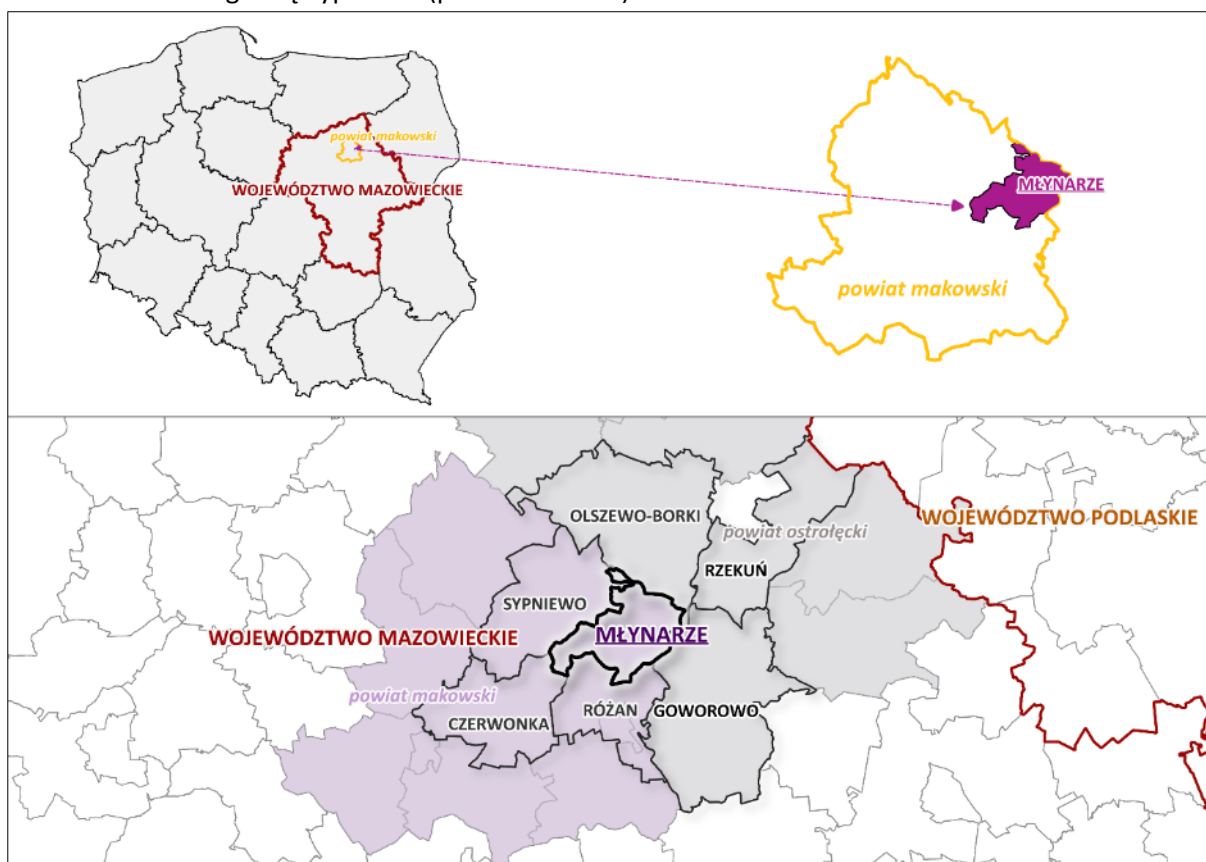 powiat makowski
WOJEWÓDZTWO MAZOWIECKIE
MŁYNARZE
powiat makowski
OLSZEWO-BORKI
WOJEWÓDZTWO PODLASKIE
powiat ostrołęcki
RZEKUŃ
SYPNIEWO
WOJEWÓDZTWO MAZOWIECKIE
MŁYNARZE
powiat makowski
RÓŻAN
GOWOROWO
CZERWONKA